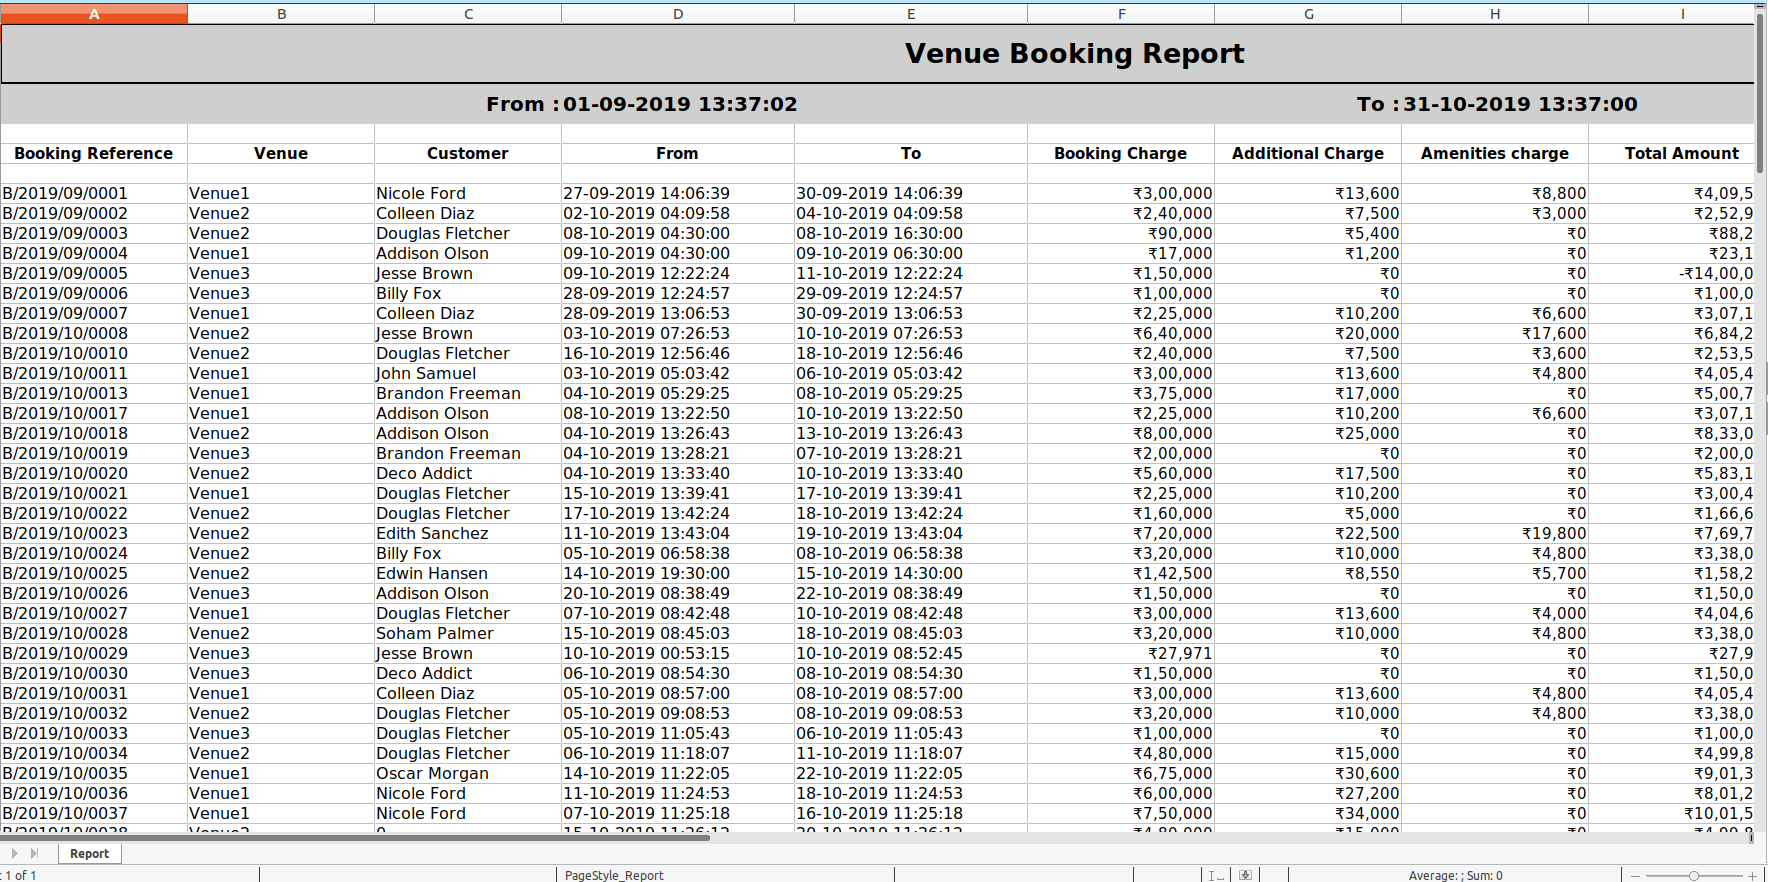 A B C D E F G H I
Venue Booking Report
From : 01-09-2019 13:37:02 To : 31-10-2019 13:37:00
Booking Reference Venue Customer From To Booking Charge Additional Charge Amenities charge Total Amount
B/2019/09/0001 Venue1 Nicole Ford 27-09-2019 14:06:39 30-09-2019 14:06:39 ₹3,00,000 ₹13,600 ₹8,800 ₹4,09,5
B/2019/09/0002 Venue2 Colleen Diaz 02-10-2019 04:09:58 04-10-2019 04:09:58 ₹2,40,000 ₹7,500 ₹3,000 ₹2,52,9
B/2019/09/0003 Venue2 Douglas Fletcher 08-10-2019 04:30:00 08-10-2019 16:30:00 ₹90,000 ₹5,400 ₹0 ₹88,2
B/2019/09/0004 Venue1 Addison Olson 09-10-2019 04:30:00 09-10-2019 06:30:00 ₹17,000 ₹1,200 ₹0 ₹23,1
B/2019/09/0005 Venue3 Jesse Brown 09-10-2019 12:22:24 11-10-2019 12:22:24 ₹1,50,000 ₹0 ₹0 -₹14,00,0
B/2019/09/0006 Venue3 Billy Fox 28-09-2019 12:24:57 29-09-2019 12:24:57 ₹1,00,000 ₹0 ₹0 ₹1,00,0
B/2019/09/0007 Venue1 Colleen Diaz 28-09-2019 13:06:53 30-09-2019 13:06:53 ₹2,25,000 ₹10,200 ₹6,600 ₹3,07,1
B/2019/10/0008 Venue2 Jesse Brown 03-10-2019 07:26:53 10-10-2019 07:26:53 ₹6,40,000 ₹20,000 ₹17,600 ₹6,84,2
B/2019/10/0010 Venue2 Douglas Fletcher 16-10-2019 12:56:46 18-10-2019 12:56:46 ₹2,40,000 ₹7,500 ₹3,600 ₹2,53,5
B/2019/10/0011 Venue1 John Samuel 03-10-2019 05:03:42 06-10-2019 05:03:42 ₹3,00,000 ₹13,600 ₹4,800 ₹4,05,4
B/2019/10/0013 Venue1 Brandon Freeman 04-10-2019 05:29:25 08-10-2019 05:29:25 ₹3,75,000 ₹17,000 ₹0 ₹5,00,7
B/2019/10/0017 Venue1 Addison Olson 08-10-2019 13:22:50 10-10-2019 13:22:50 ₹2,25,000 ₹10,200 ₹6,600 ₹3,07,1
B/2019/10/0018 Venue2 Addison Olson 04-10-2019 13:26:43 13-10-2019 13:26:43 ₹8,00,000 ₹25,000 ₹0 ₹8,33,0
B/2019/10/0019 Venue3 Brandon Freeman 04-10-2019 13:28:21 07-10-2019 13:28:21 ₹2,00,000 ₹0 ₹0 ₹2,00,0
B/2019/10/0020 Venue2 Deco Addict 04-10-2019 13:33:40 10-10-2019 13:33:40 ₹5,60,000 ₹17,500 ₹0 ₹5,83,1
B/2019/10/0021 Venue1 Douglas Fletcher 15-10-2019 13:39:41 17-10-2019 13:39:41 ₹2,25,000 ₹10,200 ₹0 ₹3,00,4
B/2019/10/0022 Venue2 Douglas Fletcher 17-10-2019 13:42:24 18-10-2019 13:42:24 ₹1,60,000 ₹5,000 ₹0 ₹1,66,6
B/2019/10/0023 Venue2 Edith Sanchez 11-10-2019 13:43:04 19-10-2019 13:43:04 ₹7,20,000 ₹22,500 ₹19,800 ₹7,69,7
B/2019/10/0024 Venue2 Billy Fox 05-10-2019 06:58:38 08-10-2019 06:58:38 ₹3,20,000 ₹10,000 ₹4,800 ₹3,38,0
B/2019/10/0025 Venue2 Edwin Hansen 14-10-2019 19:30:00 15-10-2019 14:30:00 ₹1,42,500 ₹8,550 ₹5,700 ₹1,58,2
B/2019/10/0026 Venue3 Addison Olson 20-10-2019 08:38:49 22-10-2019 08:38:49 ₹1,50,000 ₹0 ₹0 ₹1,50,0
B/2019/10/0027 Venue1 Douglas Fletcher 07-10-2019 08:42:48 10-10-2019 08:42:48 ₹3,00,000 ₹13,600 ₹4,000 ₹4,04,6
B/2019/10/0028 Venue2 Soham Palmer 15-10-2019 08:45:03 18-10-2019 08:45:03 ₹3,20,000 ₹10,000 ₹4,800 ₹3,38,0
B/2019/10/0029 Venue3 Jesse Brown 10-10-2019 00:53:15 10-10-2019 08:52:45 ₹27,971 ₹0 ₹0 ₹27,9
B/2019/10/0030 Venue3 Deco Addict 06-10-2019 08:54:30 08-10-2019 08:54:30 ₹1,50,000 ₹0 ₹0 ₹1,50,0
B/2019/10/0031 Venue1 Colleen Diaz 05-10-2019 08:57:00 08-10-2019 08:57:00 ₹3,00,000 ₹13,600 ₹4,800 ₹4,05,4
B/2019/10/0032 Venue2 Douglas Fletcher 05-10-2019 09:08:53 08-10-2019 09:08:53 ₹3,20,000 ₹10,000 ₹4,800 ₹3,38,0
B/2019/10/0033 Venue3 Douglas Fletcher 05-10-2019 11:05:43 06-10-2019 11:05:43 ₹1,00,000 ₹0 ₹0 ₹1,00,0
B/2019/10/0034 Venue2 Douglas Fletcher 06-10-2019 11:18:07 11-10-2019 11:18:07 ₹4,80,000 ₹15,000 ₹0 ₹4,99,8
B/2019/10/0035 Venue1 Oscar Morgan 14-10-2019 11:22:05 22-10-2019 11:22:05 ₹6,75,000 ₹30,600 ₹0 ₹9,01,3
B/2019/10/0036 Venue1 Nicole Ford 11-10-2019 11:24:53 18-10-2019 11:24:53 ₹6,00,000 ₹27,200 ₹0 ₹8,01,2
B/2019/10/0037 Venue1 Nicole Ford 07-10-2019 11:25:18 16-10-2019 11:25:18 ₹7,50,000 ₹34,000 ₹0 ₹10,01,5
Report
1 of 1 PageStyle_Report Average: ; Sum: 0